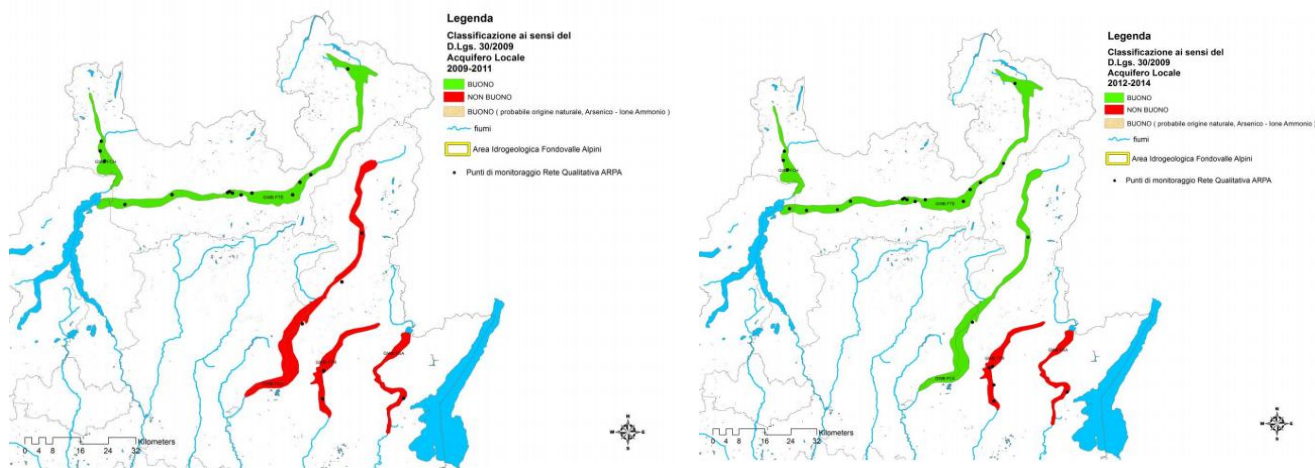 Legenda
Classificazione ai sensi del
D.Lgs. 30/2009
Acquifero Locale
2009-2011
BUONO
NON BUONO
BUONO ( probabile origine naturale, Arsenico - Ione Ammonio )
fiumi
Area Idrogeologica Fondovalle Alpini
Punti di monitoraggio Rete Qualitativa ARPA
0 4 8 16 24 32
Kilometers
N
W E
S
Legenda
Classificazione ai sensi del
D.Lgs. 30/2009
Acquifero Locale
2012-2014
BUONO
NON BUONO
BUONO ( probabile origine naturale, Arsenico - Ione Ammonio )
fiumi
Area Idrogeologica Fondovalle Alpini
Punti di monitoraggio Rete Qualitativa ARPA
0 4 8 16 24 32
Kilometers
N
W E
S